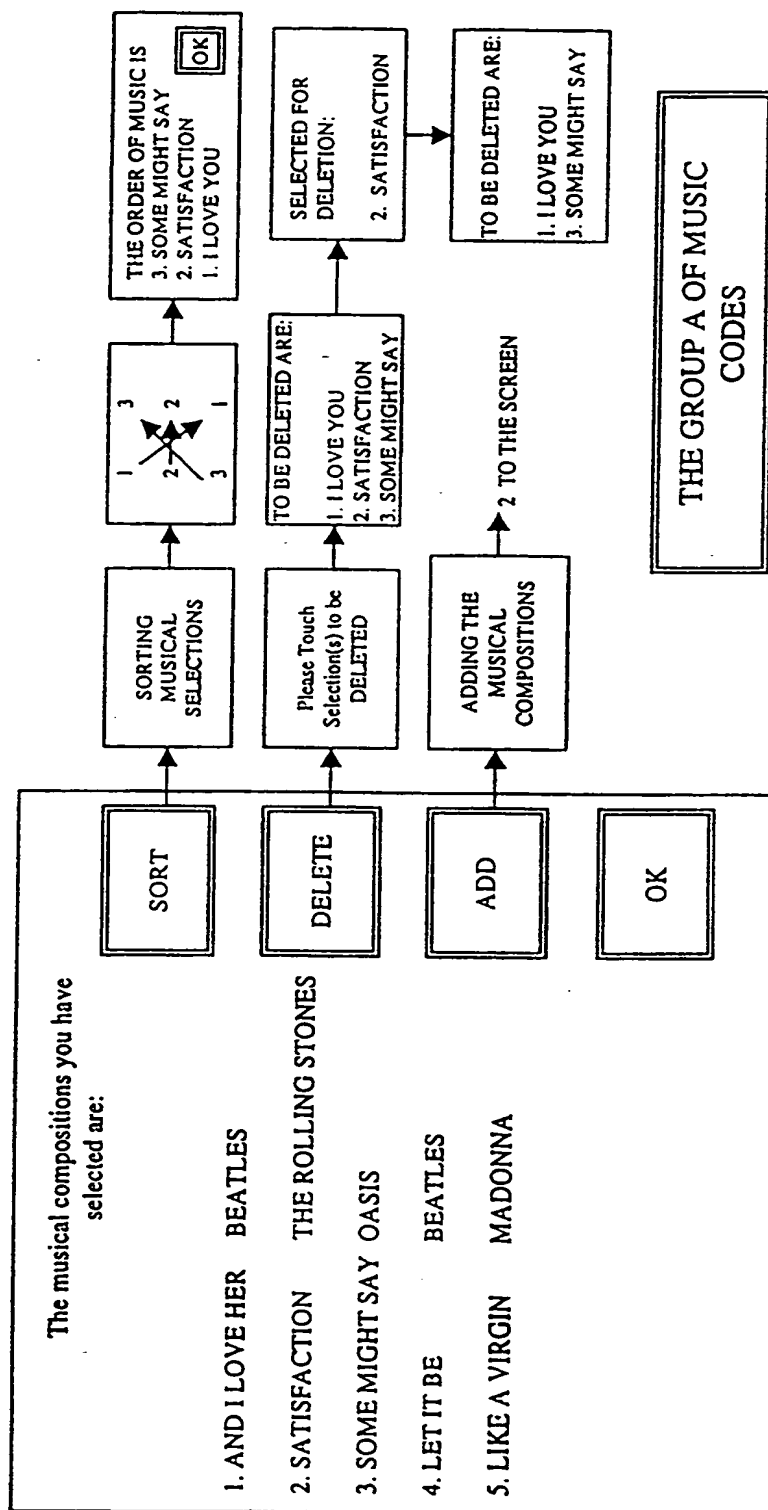 The musical compositions you have
selected are:
1. AND I LOVE HER BEATLES
2. SATISFACTION THE ROLLING STONES
3. SOME MIGHT SAY OASIS
4. LET IT BE BEATLES
5. LIKE A VIRGIN MADONNA
SORT
DELETE
ADD
OK
SORTING
MUSICAL
SELECTIONS
1 3
2 2
3 1
THE ORDER OF MUSIC IS
3. SOME MIGHT SAY
2. SATISFACTION
1. I LOVE YOU
OK
Please Touch
Selection(s) to be
DELETED
TO BE DELETED ARE:
1. I LOVE YOU
2. SATISFACTION
3. SOME MIGHT SAY
SELECTED FOR
DELETION:
2. SATISFACTION
TO BE DELETED ARE:
1. I LOVE YOU
3. SOME MIGHT SAY
ADDING THE
MUSICAL
COMPOSITIONS
2 TO THE SCREEN
THE GROUP A OF MUSIC
CODES